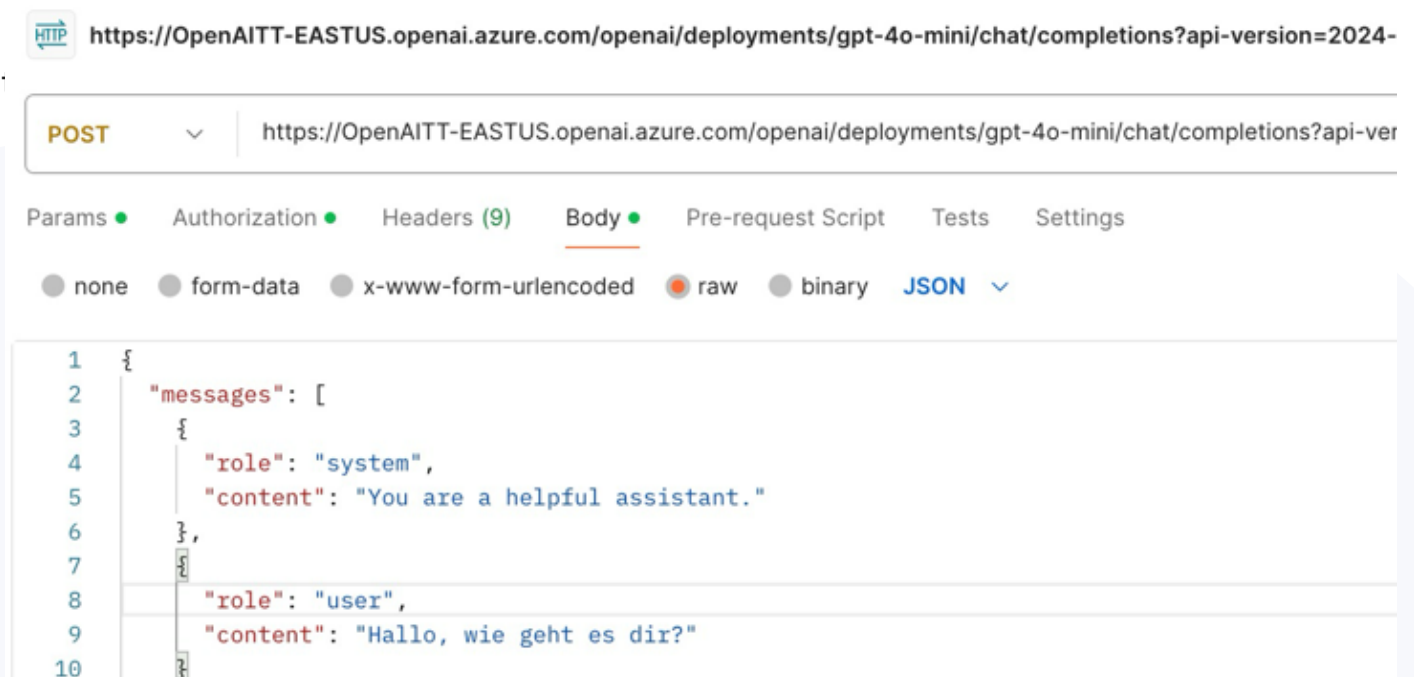 HTTP https://OpenAITT-EASTUS.openai.azure.com/openai/deployments/gpt-4o-mini/chat/completions?api-version=2024-
POST https://OpenAITT-EASTUS.openai.azure.com/openai/deployments/gpt-4o-mini/chat/completions?api-ver
Params Authorization Headers (9) Body Pre-request Script Tests Settings
none form-data x-www-form-urlencoded raw binary JSON
1 {
2 "messages": [
3 {
4 "role": "system",
5 "content": "You are a helpful assistant."
6 },
7 {
8 "role": "user",
9 "content": "Hallo, wie geht es dir?"
10 }